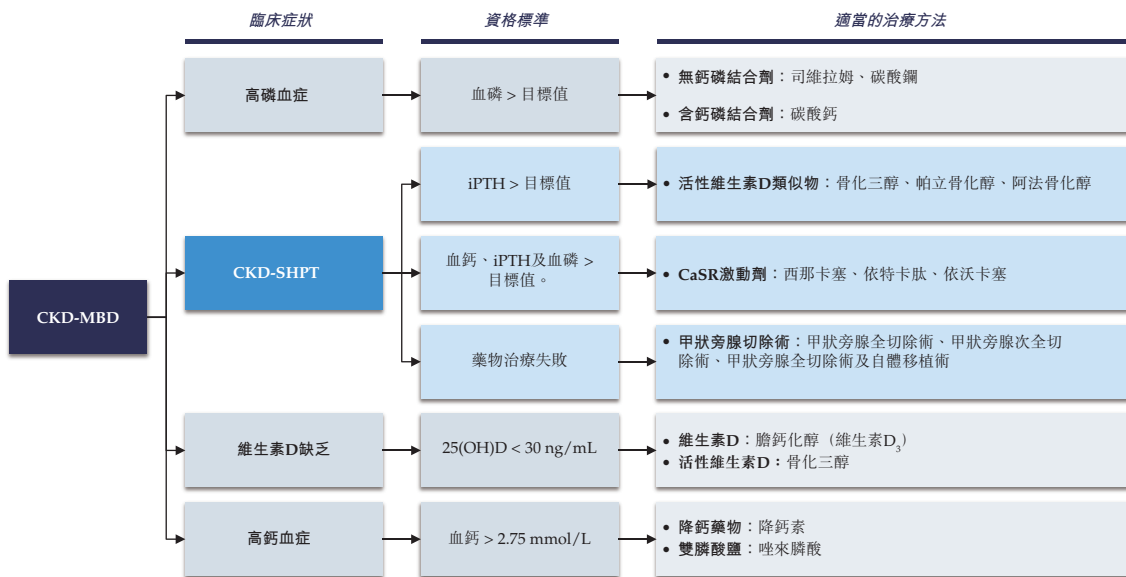 臨床症狀
資格標準
適當的治療方法
高磷血症
血磷 > 目標值
• 無鈣磷結合劑：司維拉姆、碳酸鑭
• 含鈣磷結合劑：碳酸鈣
iPTH > 目標值
• 活性維生素D類似物：骨化三醇、帕立骨化醇、阿法骨化醇
CKD-MBD
CKD-SHPT
血鈣、iPTH及血磷 >
目標值。
• CaSR激動劑：西那卡塞、依特卡肽、依沃卡塞
藥物治療失敗
• 甲狀旁腺切除術：甲狀旁腺全切除術、甲狀旁腺次全切
除術、甲狀旁腺全切除術及自體移植術
維生素D缺乏
25(OH)D < 30 ng/mL
• 維生素D：膽鈣化醇（維生素D₃）
• 活性維生素D：骨化三醇
高鈣血症
血鈣 > 2.75 mmol/L
• 降鈣藥物：降鈣素
• 雙膦酸鹽：唑來膦酸